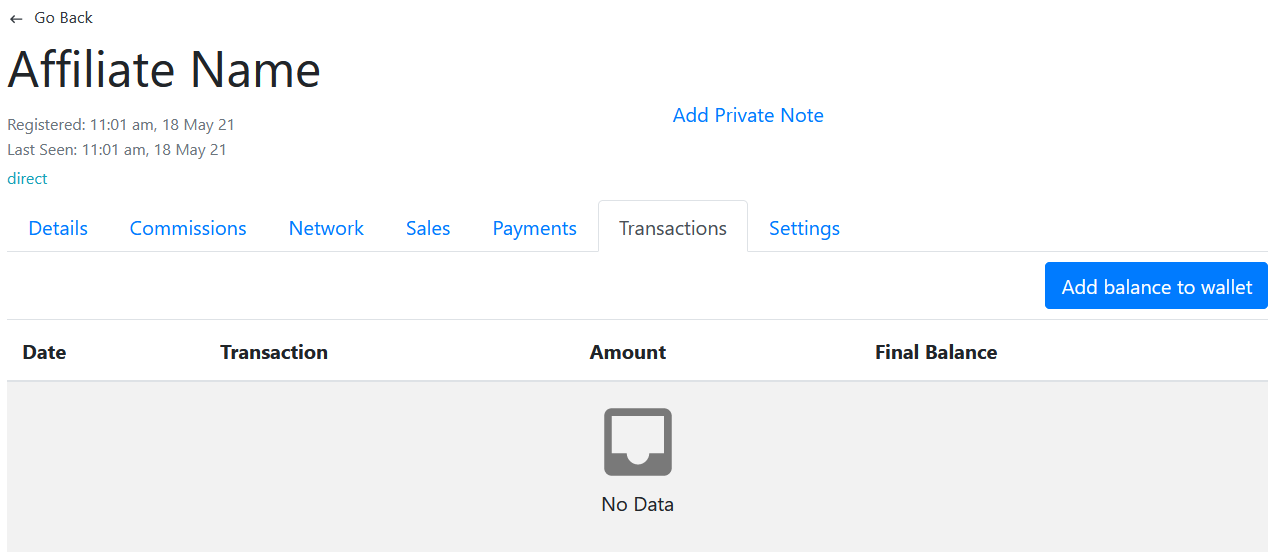 ← Go Back
Affiliate Name
Registered: 11:01 am, 18 May 21
Add Private Note
Last Seen: 11:01 am, 18 May 21
direct
Details Commissions Network Sales Payments Transactions Settings
Add balance to wallet
Date Transaction Amount Final Balance
No Data